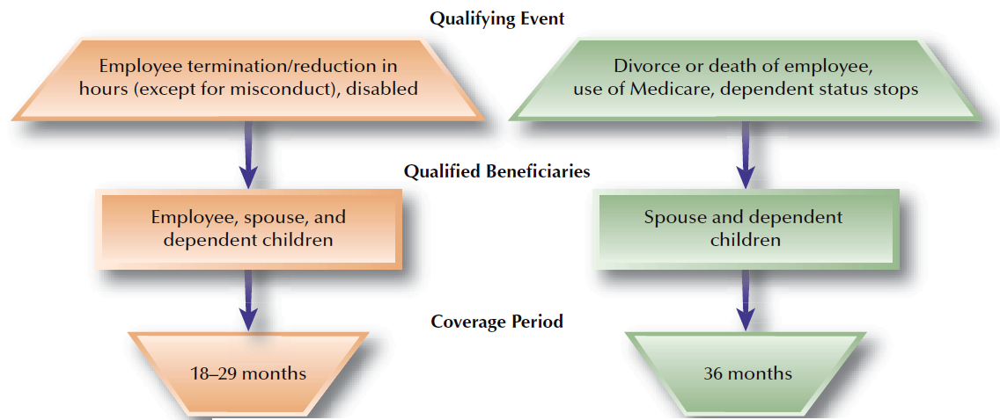 Qualifying Event
Employee termination/reduction in
hours (except for misconduct), disabled
Divorce or death of employee,
use of Medicare, dependent status stops
Qualified Beneficiaries
Employee, spouse, and
dependent children
Spouse and dependent
children
Coverage Period
18–29 months
36 months